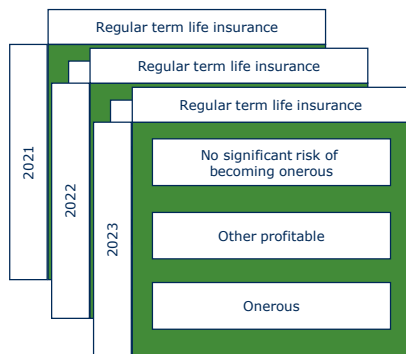 Regular term life insurance
2021
Regular term life insurance
2022
Regular term life insurance
2023
No significant risk of
becoming onerous
Other profitable
Onerous